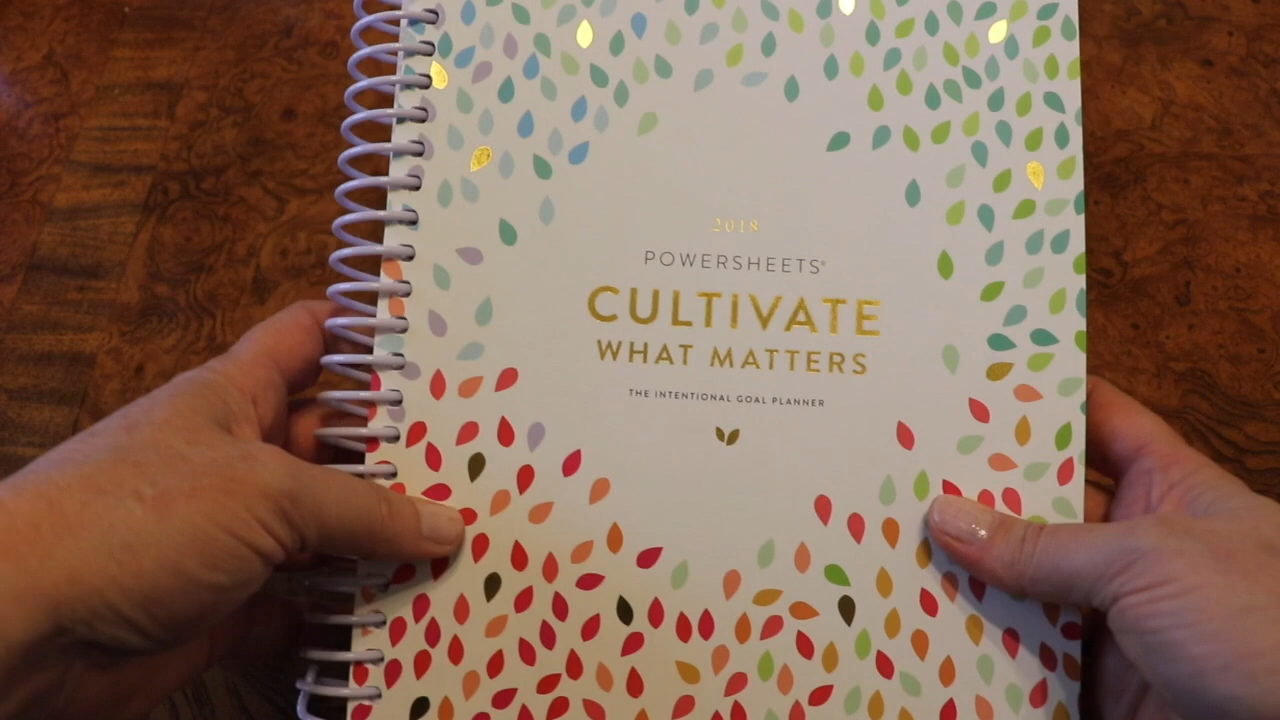 2018
POWERSHEETS®
CULTIVATE
WHAT MATTERS
THE INTENTIONAL GOAL PLANNER